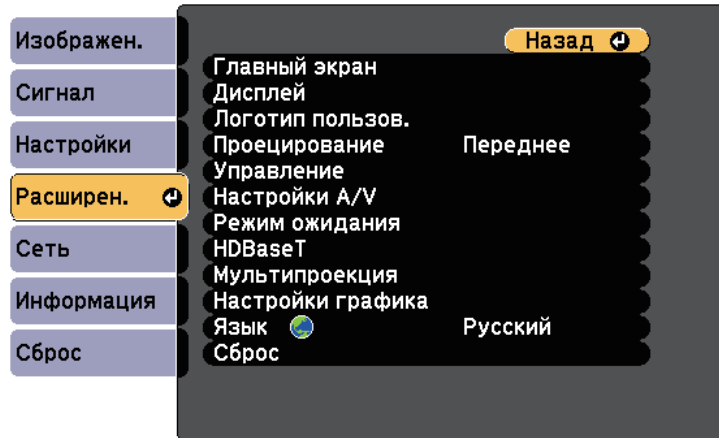 Изображен.
Сигнал
Настройки
Расширен.
Сеть
Информация
Сброс
Назад
Главный экран
Дисплей
Логотип пользов.
Проецирование Переднее
Управление
Настройки A/V
Режим ожидания
HDBaseT
Мультипроекция
Настройки графика
Язык Русский
Сброс